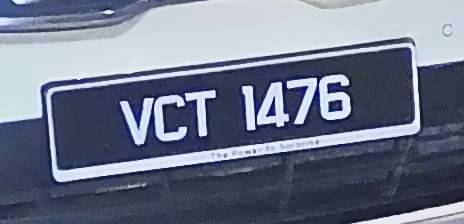 VCT 1476
The Power to Surprise